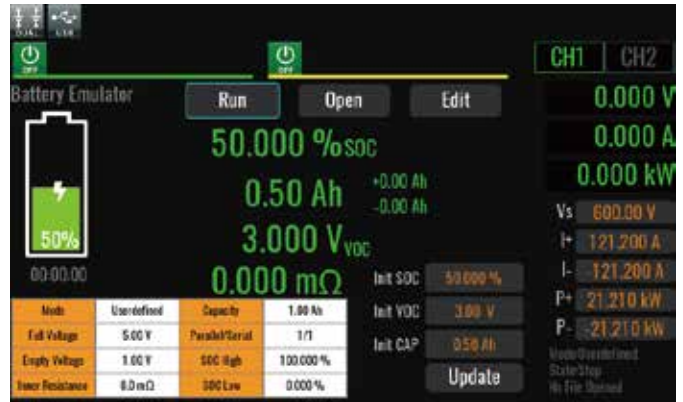 DUAL USB
OFF OFF
CH1 CH2
Battery Emulator Run Open Edit
0.000 V
50.000 %SOC
0.000 A
0.50 Ah +0.00 Ah
-0.00 Ah
0.000 kW
50%
3.000 V VOC
Vs 600.00 V
I+ 121.200 A
00:00.00
0.000 mΩ
Init SOC 50.000 %
I- -121.200 A
Mode Userdefined Capacity 1.00 Ah
Init VOC 3.00 V
P+ 21.210 kW
Full Voltage 5.00 V Parallel/Serial 1/1
Init CAP 0.50 Ah
P- -21.210 kW
Empty Voltage 1.00 V SOC High 100.000 %
Mode:Userdefined
State:Stop
Inner Resistance SOC Low 0.000 %
Update
No File Opened